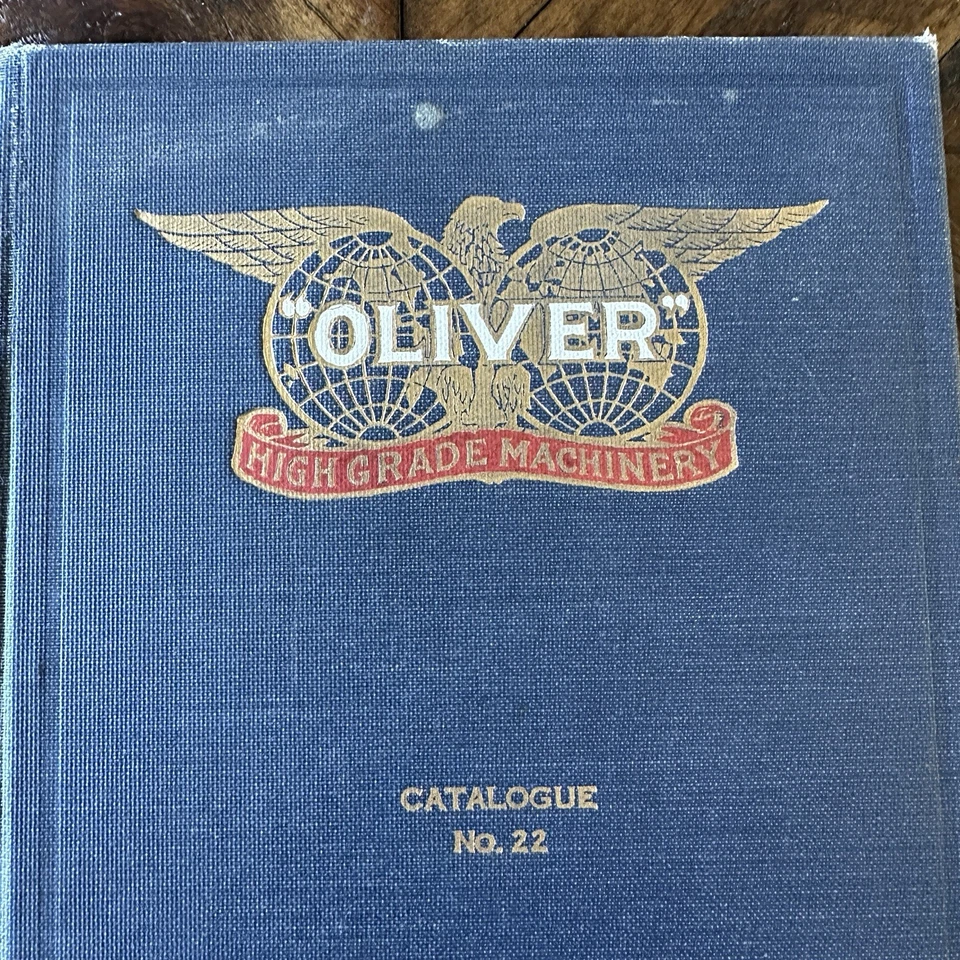 "OLIVER"
HIGH GRADE MACHINERY
CATALOGUE
No. 22